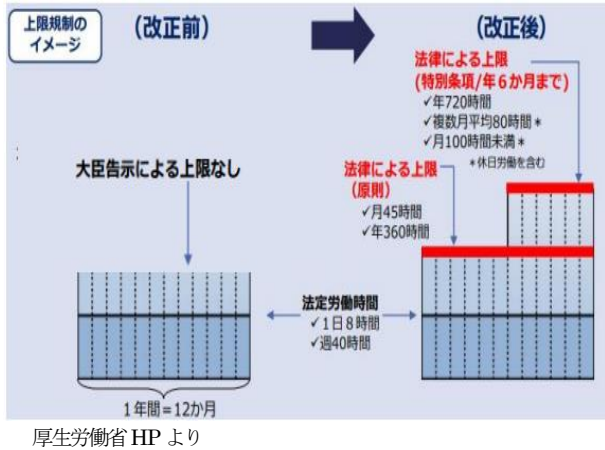 上限規制の
イメージ
(改正前)
(改正後)
法律による上限
(特別条項/年６か月まで)
✓年720時間
✓複数月平均80時間*
✓月100時間未満*
*休日労働を含む
大臣告示による上限なし
法律による上限
(原則)
✓月45時間
✓年360時間
法定労働時間
✓１日８時間
✓週40時間
１年間＝12か月
厚生労働省 HP より